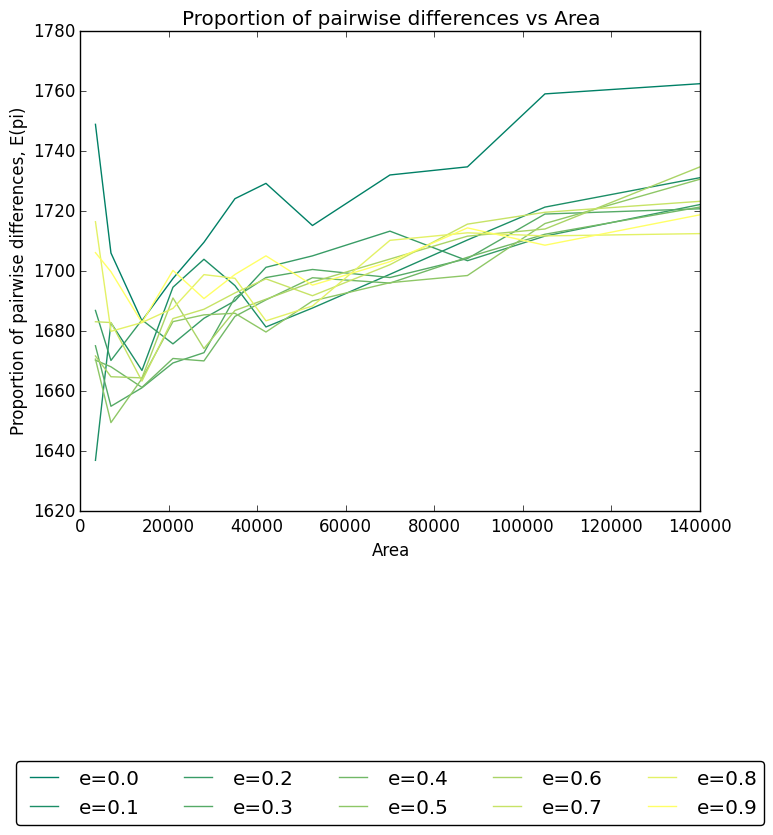 Proportion of pairwise differences vs Area
1780
1760
1740
1720
1700
1680
1660
1640
1620
Proportion of pairwise differences, E(pi)
0 20000 40000 60000 80000 100000 120000 140000
Area
e=0.0 e=0.2 e=0.4 e=0.6 e=0.8
e=0.1 e=0.3 e=0.5 e=0.7 e=0.9